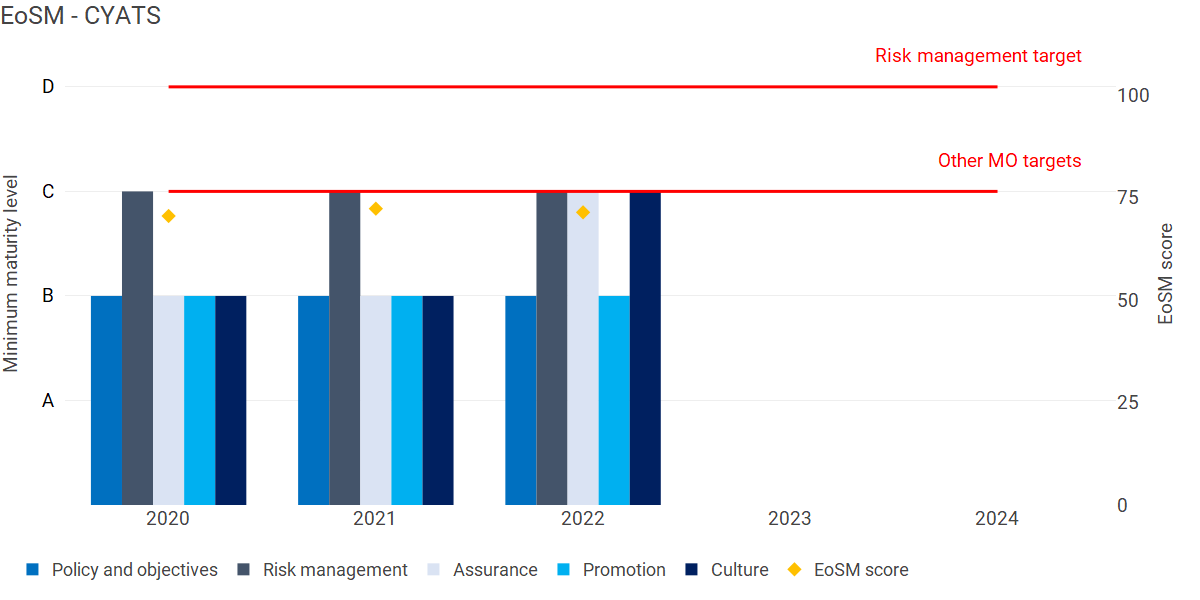 EoSM - CYATS
Risk management target
D
100
Other MO targets
C
75
Minimum maturity level
EoSM score
B
50
A
25
0
2020 2021 2022 2023 2024
Policy and objectives Risk management Assurance Promotion Culture EoSM score